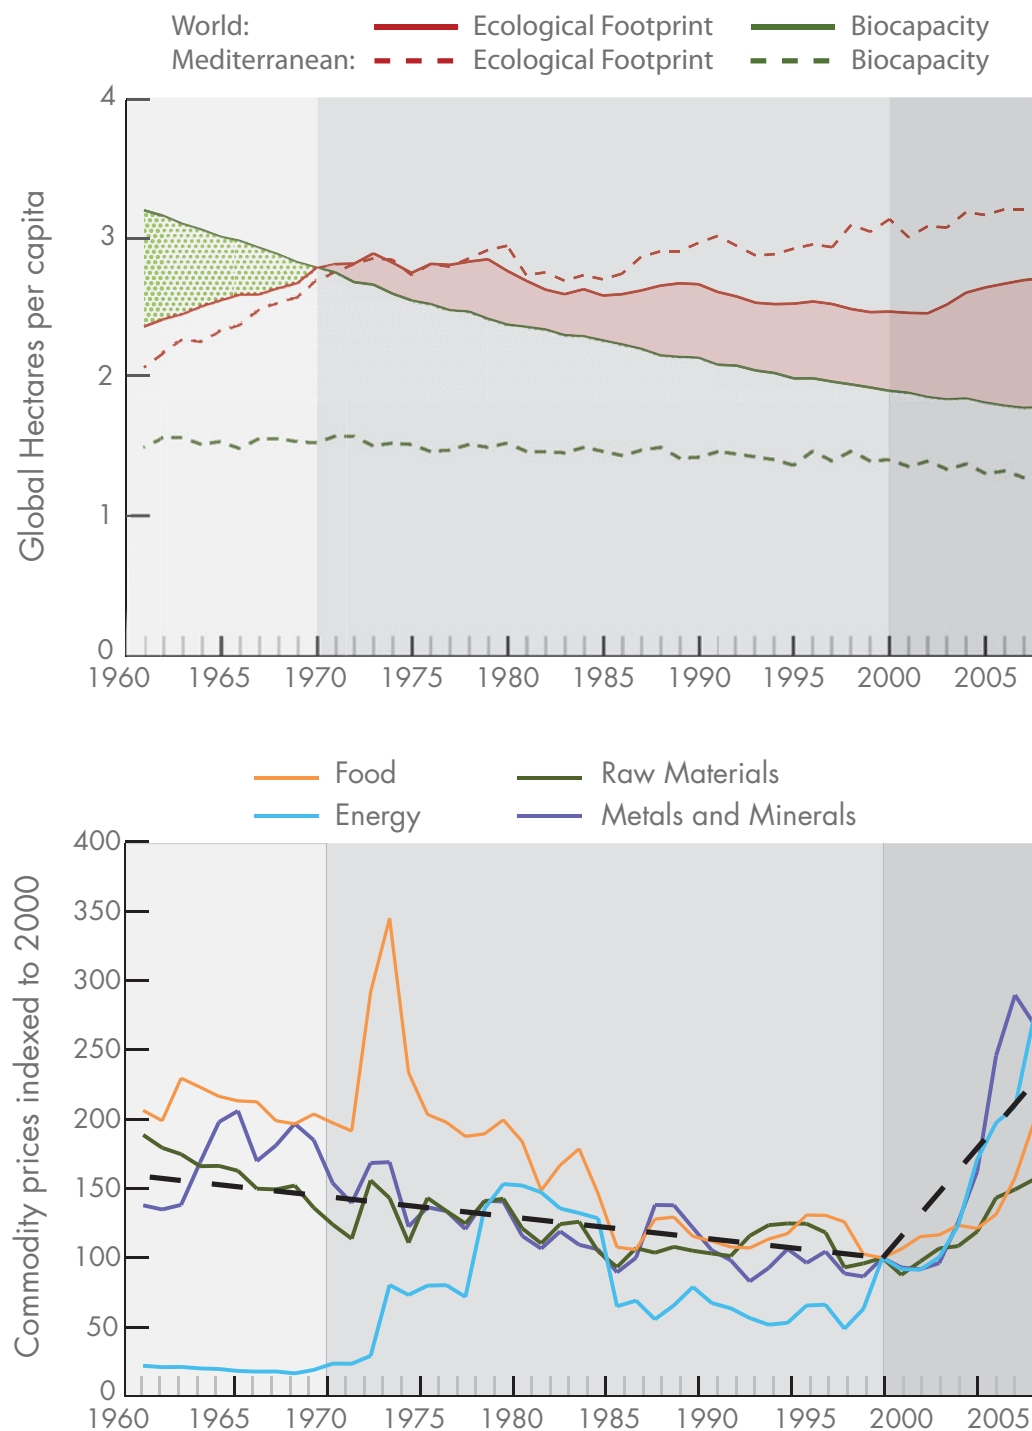 World: Ecological Footprint Biocapacity
Mediterranean: Ecological Footprint Biocapacity
Global Hectares per capita
4
3
2
1
0
1960 1965 1970 1975 1980 1985 1990 1995 2000 2005
Food Raw Materials
Energy Metals and Minerals
Commodity prices indexed to 2000
400
350
300
250
200
150
100
50
0
1960 1965 1970 1975 1980 1985 1990 1995 2000 2005